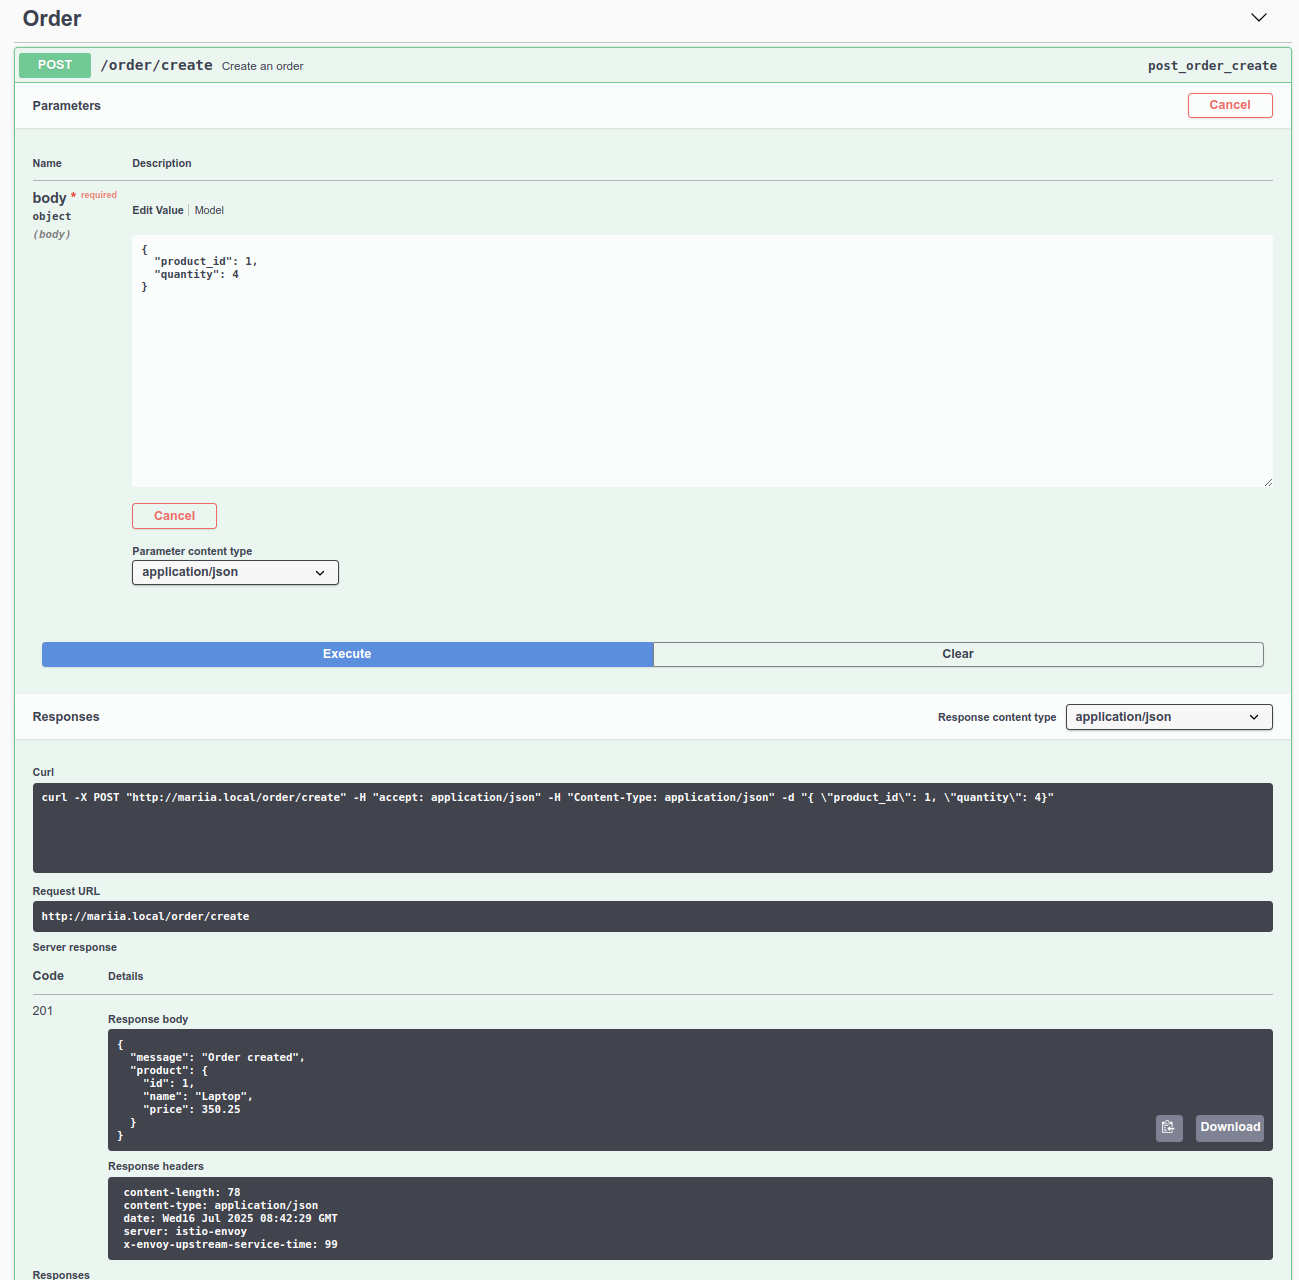 Order
POST /order/create Create an order post_order_create
Parameters Cancel
Name Description
body * required
object
(body)
Edit Value Model
{
  "product_id": 1,
  "quantity": 4
}
Cancel
Parameter content type
application/json
Execute Clear
Responses Response content type application/json
Curl
curl -X POST "http://mariia.local/order/create" -H "accept: application/json" -H "Content-Type: application/json" -d "{ \"product_id\": 1, \"quantity\": 4}"
Request URL
http://mariia.local/order/create
Server response
Code Details
201
Response body
{
  "message": "Order created",
  "product": {
    "id": 1,
    "name": "Laptop",
    "price": 350.25
  }
}
Download
Response headers
content-length: 78
content-type: application/json
date: Wed16 Jul 2025 08:42:29 GMT
server: istio-envoy
x-envoy-upstream-service-time: 99
Responses